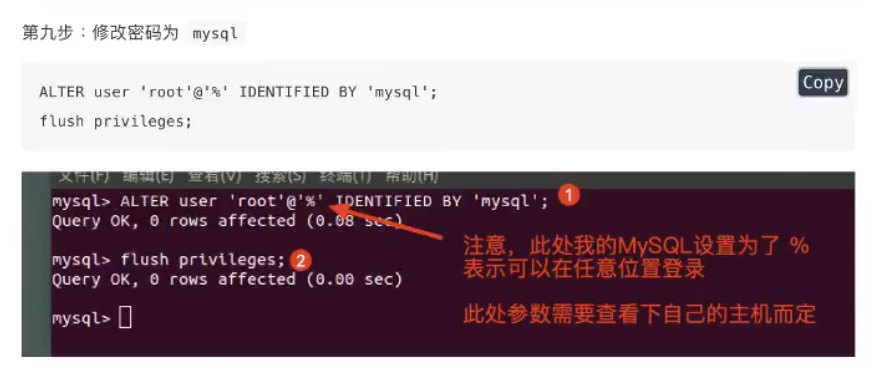 第九步：修改密码为 mysql
Copy
ALTER user 'root'@'%' IDENTIFIED BY 'mysql';
flush privileges;
文件(F) 编辑(E) 查看(V) 搜索(S) 终端(T) 帮助(H)
mysql> ALTER user 'root'@'%' IDENTIFIED BY 'mysql'; 1
Query OK, 0 rows affected (0.08 sec)
注意，此处我的MySQL设置为了 %
表示可以在任意位置登录
mysql> flush privileges; 2
Query OK, 0 rows affected (0.00 sec)
此处参数需要查看下自己的主机而定
mysql>